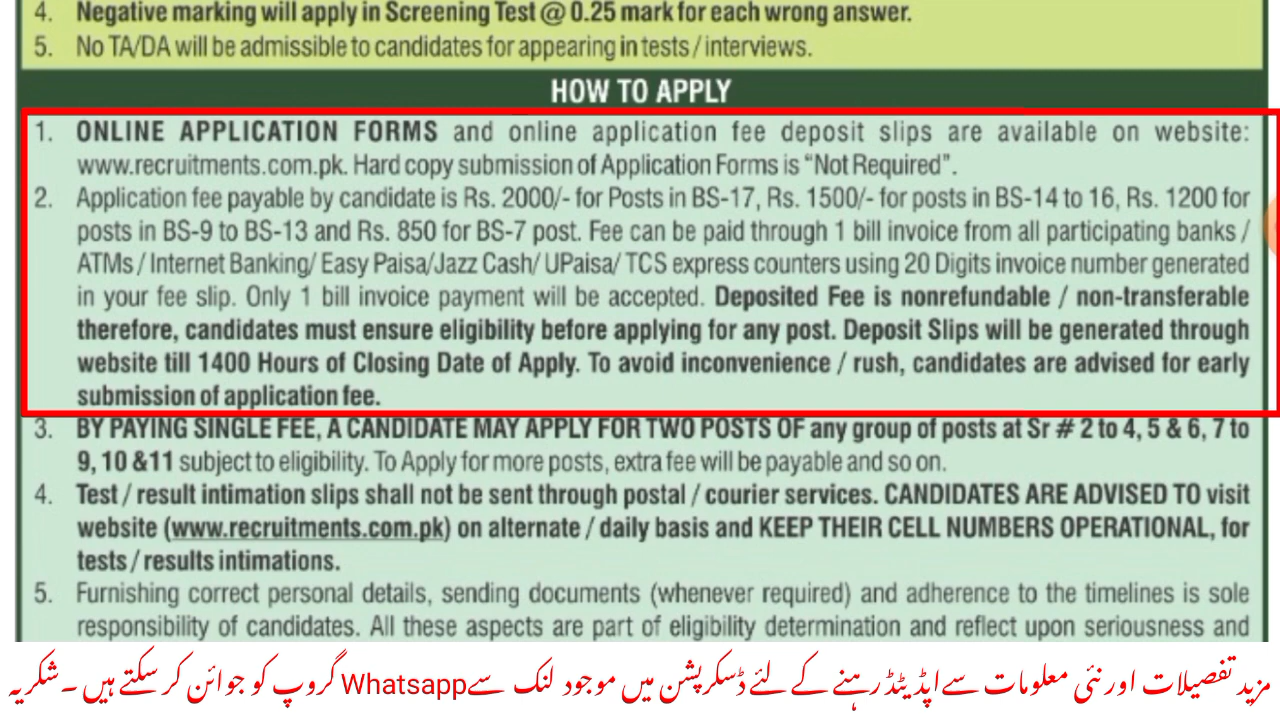 4. Negative marking will apply in Screening Test @ 0.25 mark for each wrong answer.
5. No TA/DA will be admissible to candidates for appearing in tests / interviews.
HOW TO APPLY
1. ONLINE APPLICATION FORMS and online application fee deposit slips are available on website:
www.recruitments.com.pk. Hard copy submission of Application Forms is “Not Required”.
2. Application fee payable by candidate is Rs. 2000/- for Posts in BS-17, Rs. 1500/- for posts in BS-14 to 16, Rs. 1200 for
posts in BS-9 to BS-13 and Rs. 850 for BS-7 post. Fee can be paid through 1 bill invoice from all participating banks /
ATMs / Internet Banking/ Easy Paisa/Jazz Cash/ UPaisa/ TCS express counters using 20 Digits invoice number generated
in your fee slip. Only 1 bill invoice payment will be accepted. Deposited Fee is nonrefundable / non-transferable
therefore, candidates must ensure eligibility before applying for any post. Deposit Slips will be generated through
website till 1400 Hours of Closing Date of Apply. To avoid inconvenience / rush, candidates are advised for early
submission of application fee.
3. BY PAYING SINGLE FEE, A CANDIDATE MAY APPLY FOR TWO POSTS OF any group of posts at Sr # 2 to 4, 5 & 6, 7 to
9, 10 &11 subject to eligibility. To Apply for more posts, extra fee will be payable and so on.
4. Test / result intimation slips shall not be sent through postal / courier services. CANDIDATES ARE ADVISED TO visit
website (www.recruitments.com.pk) on alternate / daily basis and KEEP THEIR CELL NUMBERS OPERATIONAL, for
tests / results intimations.
5. Furnishing correct personal details, sending documents (whenever required) and adherence to the timelines is sole
responsibility of candidates. All these aspects are part of eligibility determination and reflect upon seriousness and
مزید تفصیلات اور نئی معلومات سے اپڈیٹڈ رہنے کے لئے ڈسکرپشن میں موجود لنک سے Whatsapp گروپ کو جوائن کر سکتے ہیں ۔ شکریہ